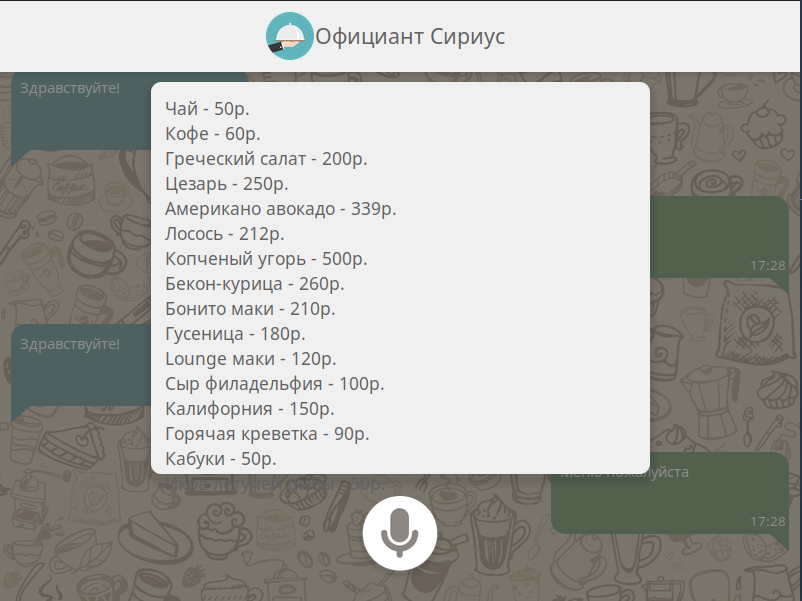 Официант Сириус
Здравствуйте!
Чай - 50р.
Кофе - 60р.
Греческий салат - 200р.
Цезарь - 250р.
Американо авокадо - 339р.
Лосось - 212р.
17:28
Копченый угорь - 500р.
Бекон-курица - 260р.
Бонито маки - 210р.
Гусеница - 180р.
Здравствуйте!
Lounge маки - 120р.
Сыр филадельфия - 100р.
Калифорния - 150р.
Горячая креветка - 90р.
Кабуки - 50р.
Меню пожалуйста
- 50р.
17:28